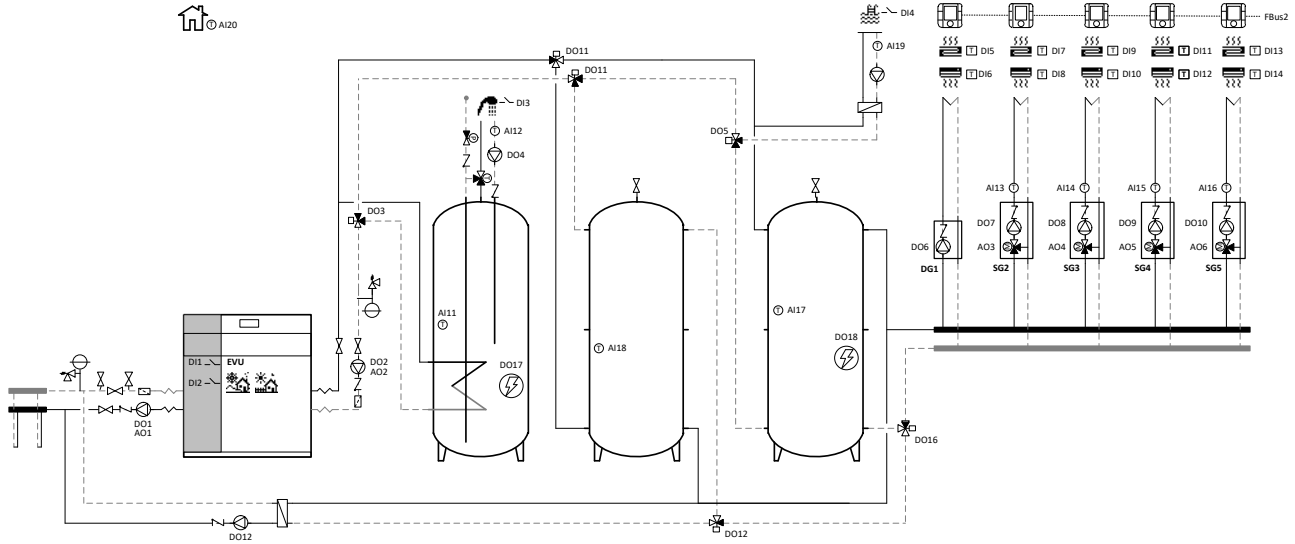 T AI20
DI4
FBus2
DO11
DO11
T AI19
T DI5
T DI7
T DI9
T DI11
T DI13
T DI6
T DI8
T DI10
T DI12
T DI14
DI3
T AI12
DO4
DO5
DO3
AI13 T
AI14 T
AI15 T
AI16 T
DO6
DO7
DO8
DO9
DO10
AO3
AO4
AO5
AO6
DG1
SG2
SG3
SG4
SG5
AI11
T
T AI17
T AI18
DI1
EVU
DI2
DO2
AO2
DO17
DO18
DO1
AO1
DO16
DO12
DO12